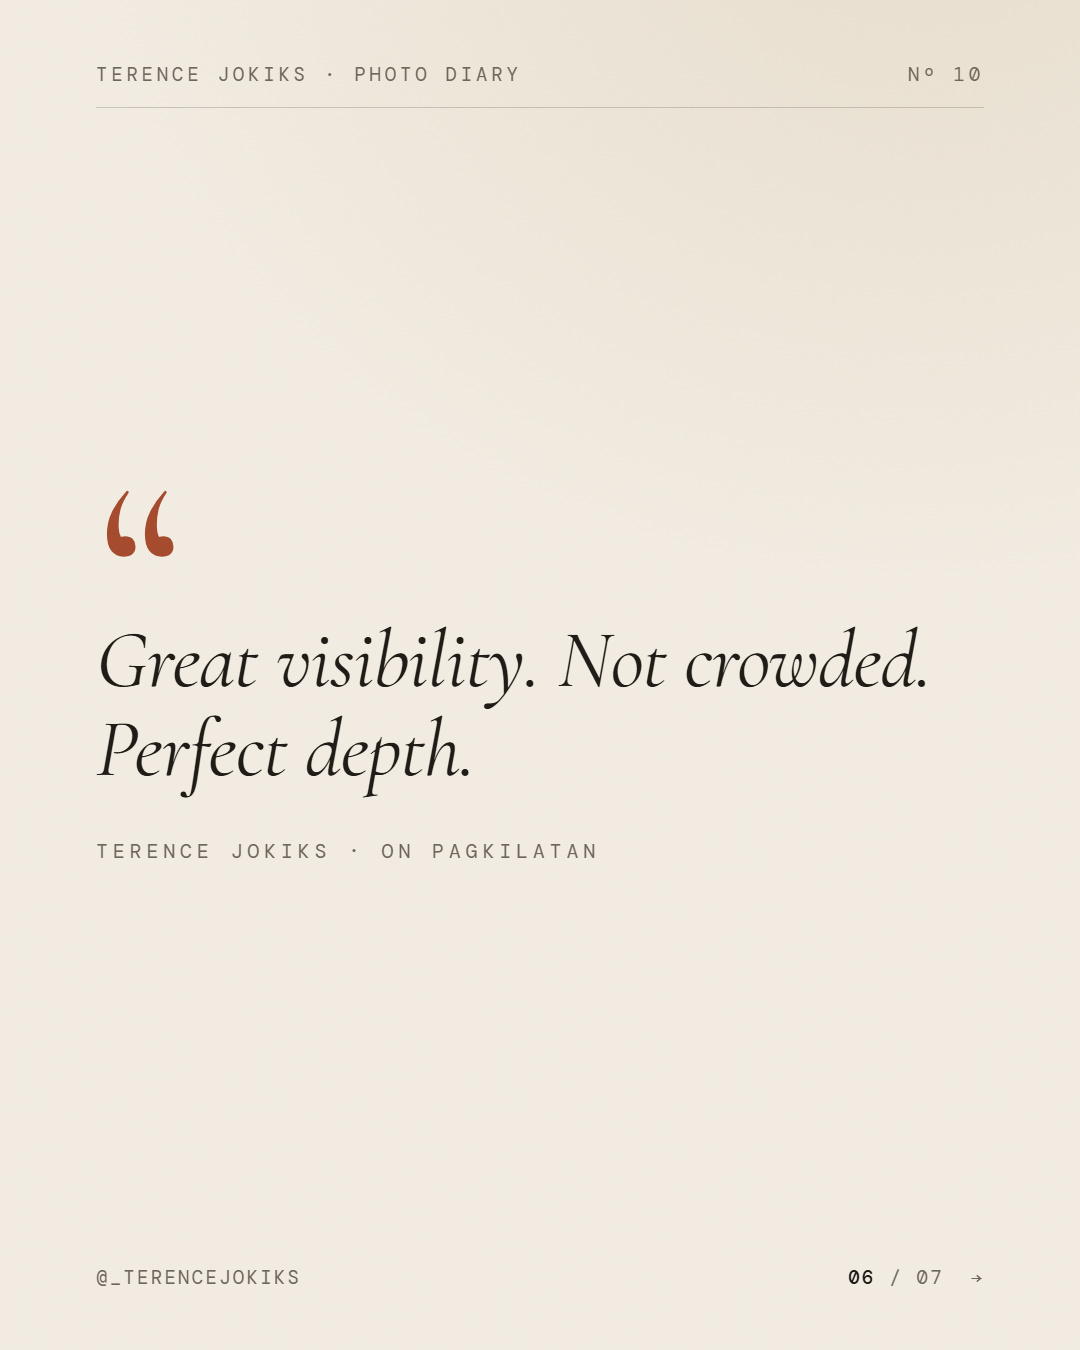 TERENCE JOKIKS · PHOTO DIARY
Nº 10
“
Great visibility. Not crowded.
Perfect depth.
TERENCE JOKIKS · ON PAGKILATAN
@_TERENCEJOKIKS
06 / 07 →